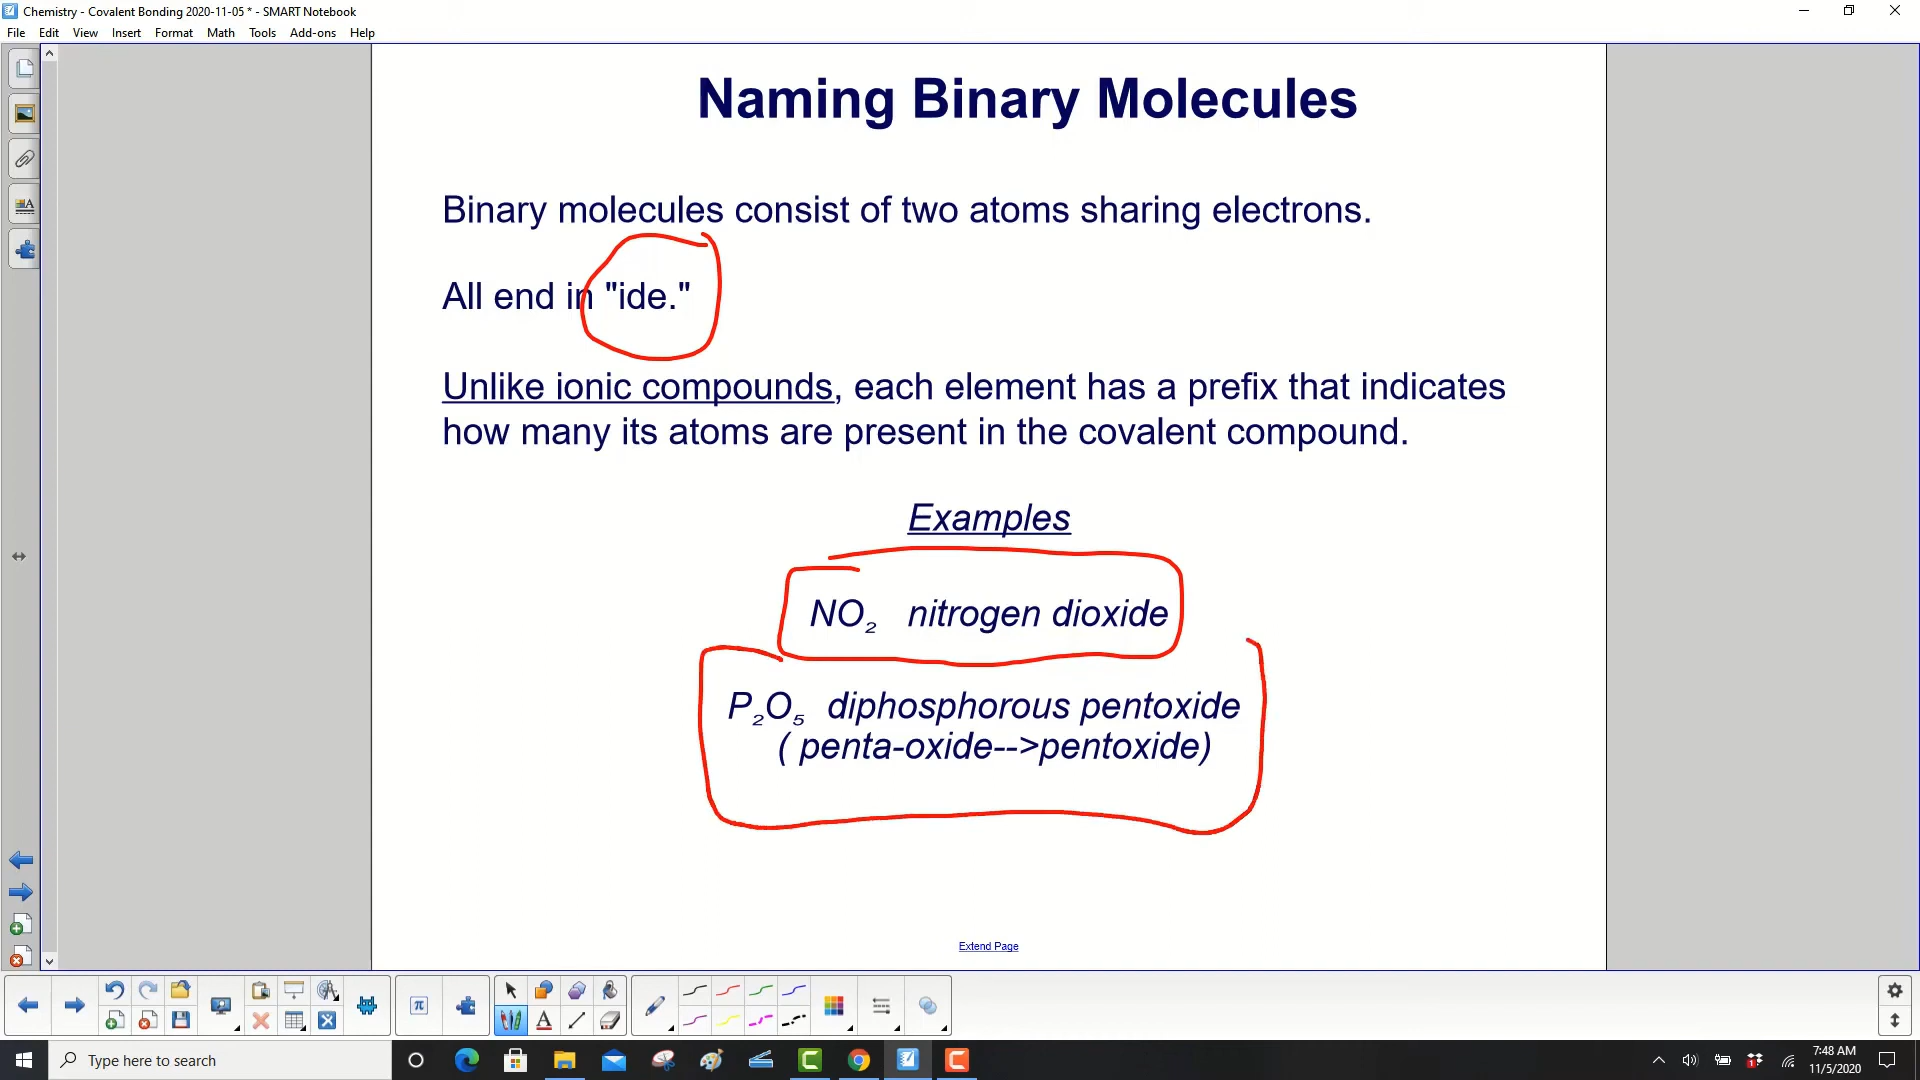 Chemistry - Covalent Bonding 2020-11-05 * - SMART Notebook
File Edit View Insert Format Math Tools Add-ons Help
Naming Binary Molecules
Binary molecules consist of two atoms sharing electrons.
All end in "ide."
Unlike ionic compounds, each element has a prefix that indicates
how many its atoms are present in the covalent compound.
Examples
NO₂ nitrogen dioxide
P₂O₅ diphosphorous pentoxide
( penta-oxide-->pentoxide)
Extend Page
Type here to search
7:48 AM
11/5/2020